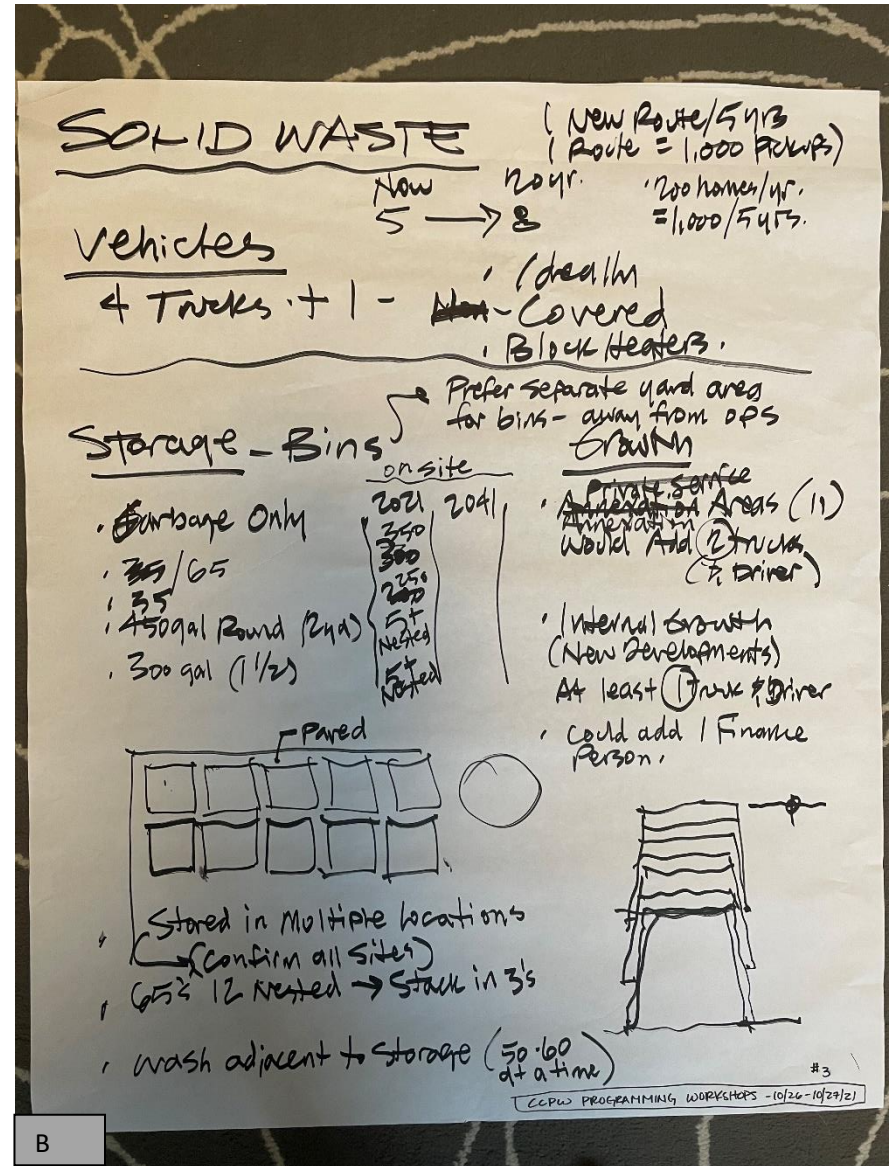 SOLID WASTE
1 New Route/5 yrs
(1 Route = 1,000 Pickups)
Now 20 yr.
5 → 8
· 200 homes/yr.
= 1,000/5 yrs.
Vehicles
4 Trucks + 1 -
· Ideally
- Covered
· Block Heaters.
Prefer separate yard area
for bins - away from ops
Storage - Bins
on site
2021 2041
· Garbage Only
· /65
· 35
· 450 gal Round (2yd)
· 300 gal (1 1/2)
350
250
5+
Nested
5+
Nested
Growth
· Private Service
Annexation Areas (11)
Would Add 2 trucks
(+ Driver)
· Internal Growth
(New Developments)
At least 1 Truck & Driver
· Could add 1 Finance
Person.
Paved
· Stored in Multiple Locations
(Confirm all Sites)
· 65's 12 Nested → Stack in 3's
· Wash adjacent to Storage (50-60
at a time)
#3
CCPW PROGRAMMING WORKSHOPS - 10/26-10/27/21
B